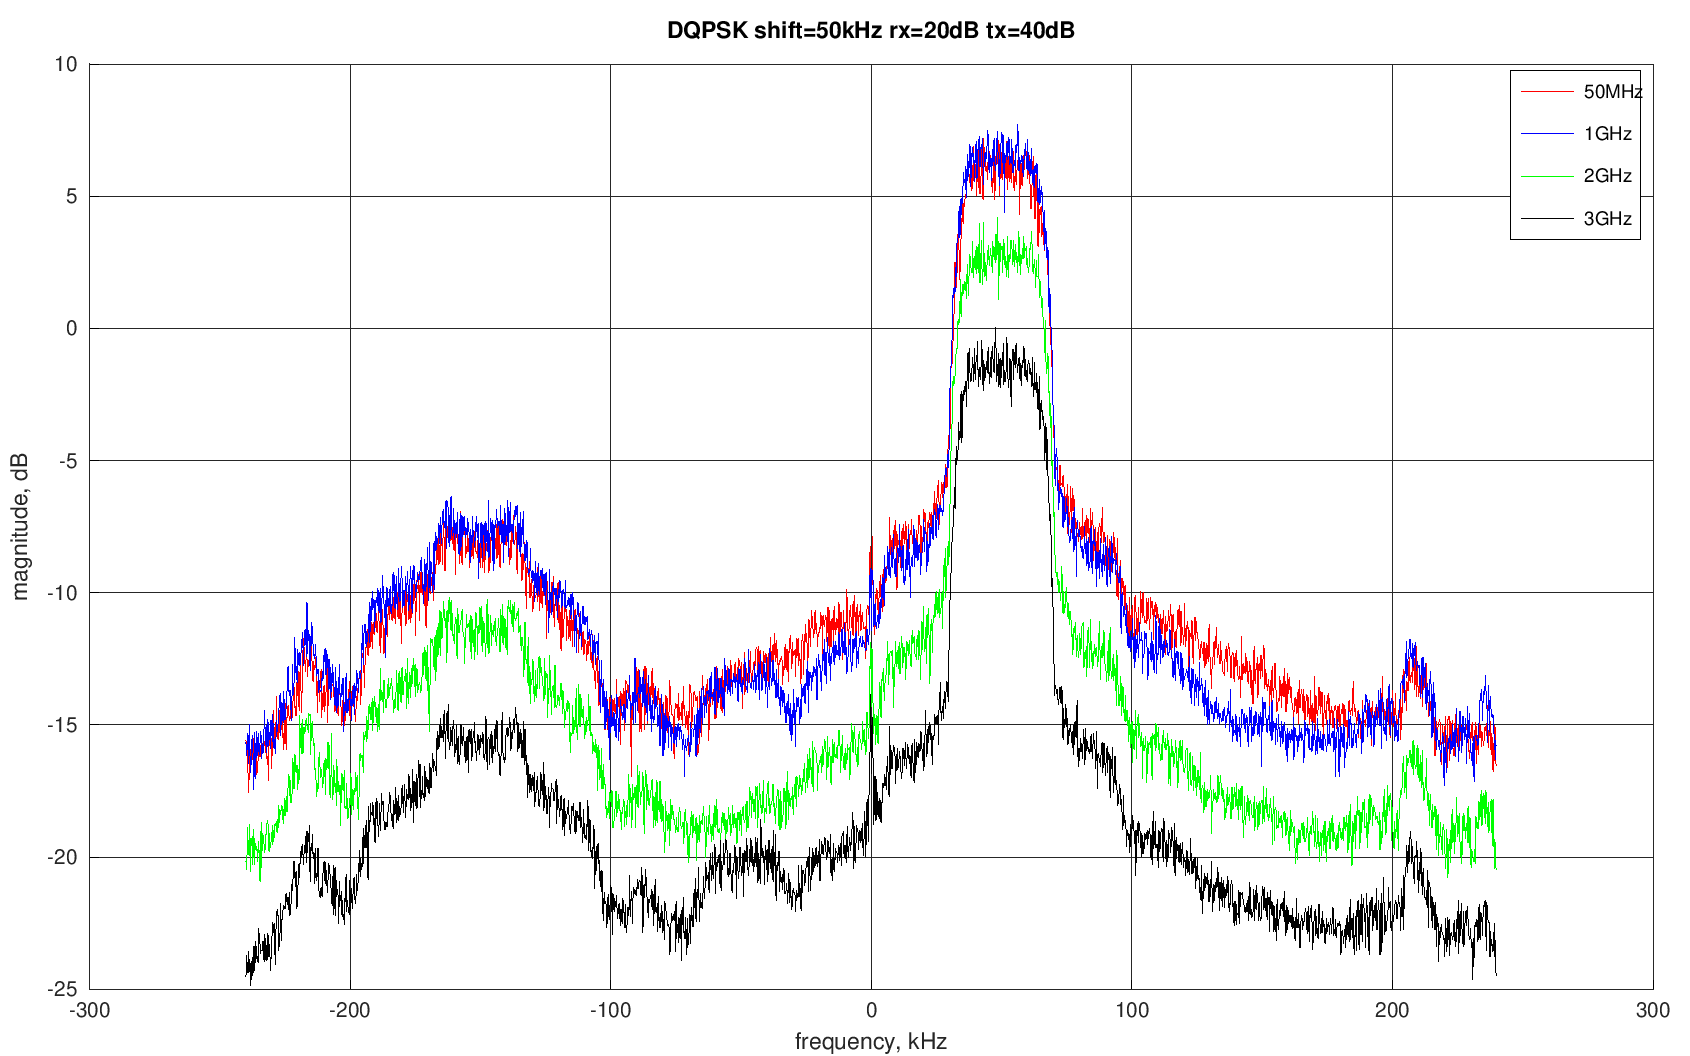 DQPSK shift=50kHz rx=20dB tx=40dB
10
5
0
-5
-10
-15
-20
-25
magnitude, dB
50MHz
1GHz
2GHz
3GHz
-300 -200 -100 0 100 200 300
frequency, kHz